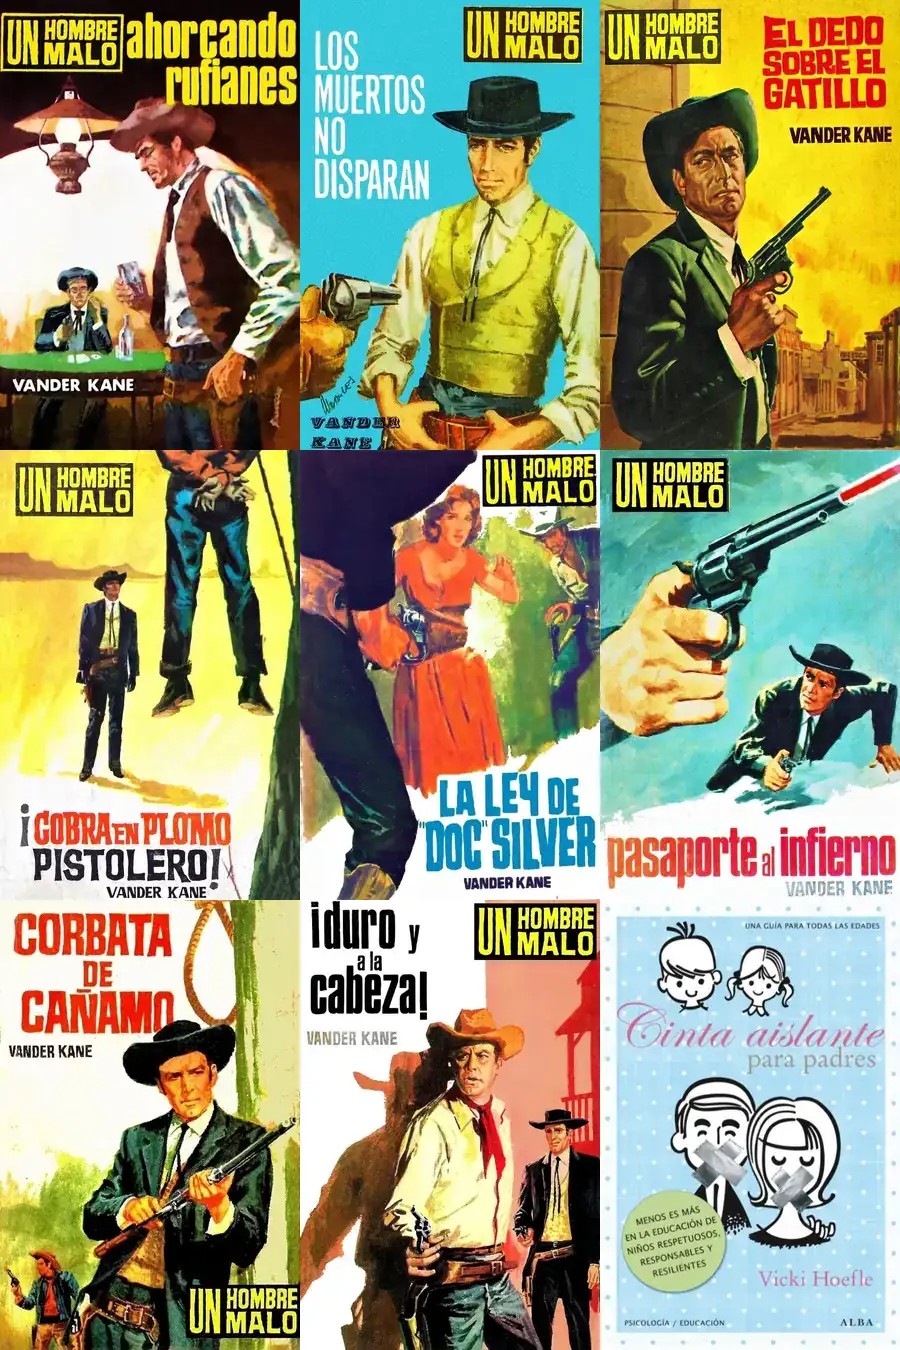 UN HOMBRE
MALO
ahorcando
rufianes
VANDER KANE
UN HOMBRE
MALO
LOS
MUERTOS
NO
DISPARAN
Marcos
VANDER
KANE
UN HOMBRE
MALO
EL DEDO
SOBRE EL
GATILLO
VANDER KANE
UN HOMBRE
MALO
¡COBRA EN PLOMO
PISTOLERO!
VANDER KANE
UN HOMBRE
MALO
LA LEY DE
"DOC" SILVER
VANDER KANE
UN HOMBRE
MALO
pasaporte al infierno
VANDER KANE
CORBATA
DE
CAÑAMO
VANDER KANE
UN HOMBRE
MALO
¡duro y
a la
cabeza!
VANDER KANE
UN HOMBRE
MALO
UNA GUÍA PARA TODAS LAS EDADES
Cinta aislante
para padres
MENOS ES MÁS
EN LA EDUCACIÓN DE
NIÑOS RESPETUOSOS,
RESPONSABLES Y
RESILIENTES
Vicki Hoefle
PSICOLOGÍA / EDUCACIÓN
ALBA